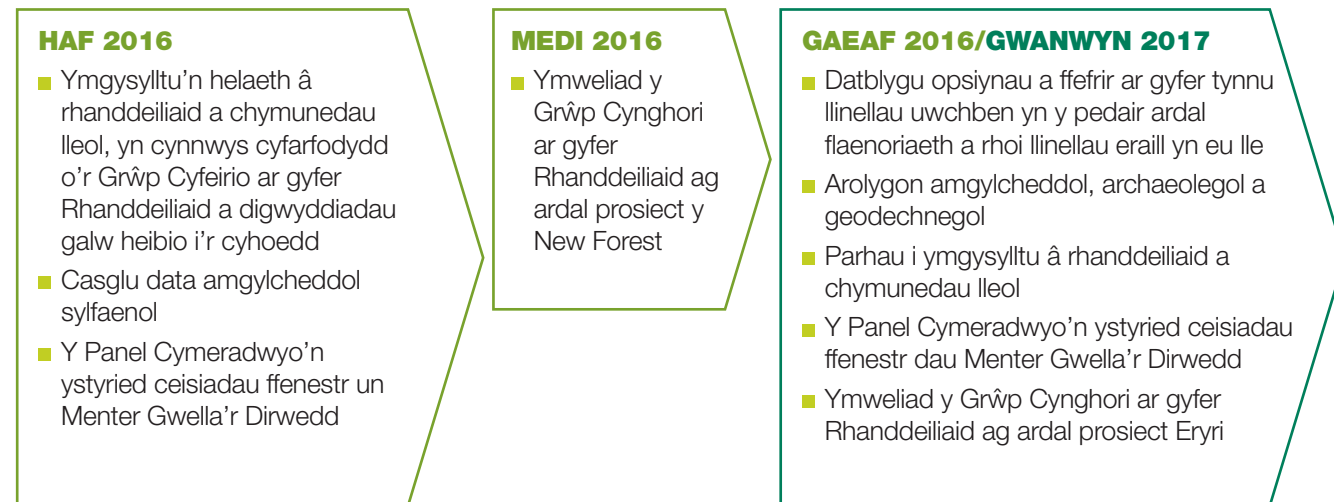 HAF 2016
Ymgysylltu'n helaeth â
rhanddeiliaid a chymunedau
lleol, yn cynnwys cyfarfodydd
o'r Grŵp Cyfeirio ar gyfer
Rhanddeiliaid a digwyddiadau
galw heibio i'r cyhoedd
Casglu data amgylcheddol
sylfaenol
Y Panel Cymeradwyo'n
ystyried ceisiadau ffenestr un
Menter Gwella'r Dirwedd
MEDI 2016
Ymweliad y
Grŵp Cynghori
ar gyfer
Rhanddeiliaid ag
ardal prosiect y
New Forest
GAEAF 2016/GWANWYN 2017
Datblygu opsiynau a ffefrir ar gyfer tynnu
llinellau uwchben yn y pedair ardal
flaenoriaeth a rhoi llinellau eraill yn eu lle
Arolygon amgylcheddol, archaeolegol a
geodechnegol
Parhau i ymgysylltu â rhanddeiliaid a
chymunedau lleol
Y Panel Cymeradwyo'n ystyried ceisiadau
ffenestr dau Menter Gwella'r Dirwedd
Ymweliad y Grŵp Cynghori ar gyfer
Rhanddeiliaid ag ardal prosiect Eryri